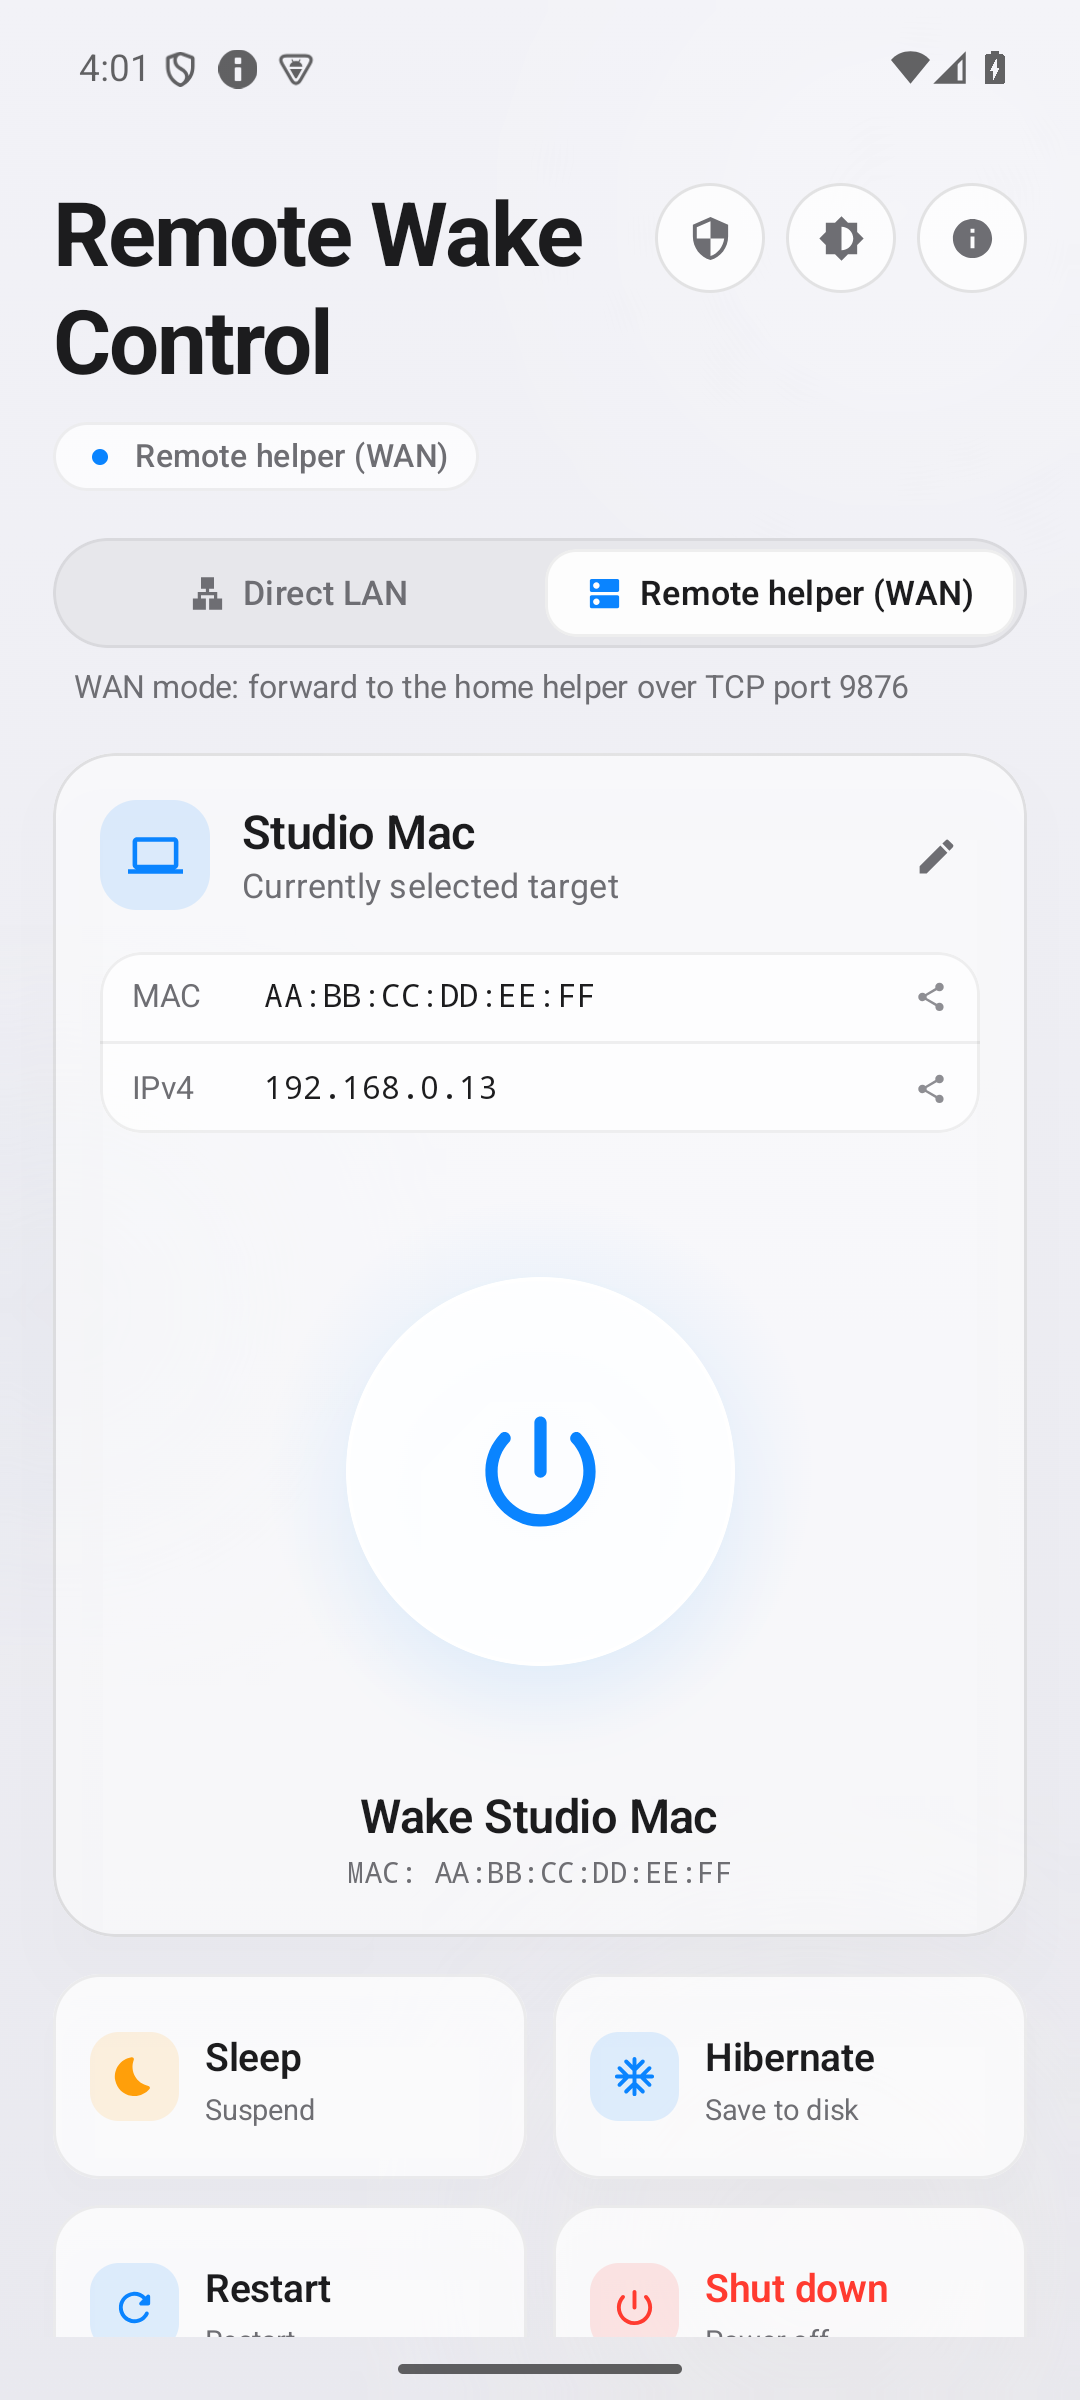 4:01
Remote Wake
Control
Remote helper (WAN)
Direct LAN
Remote helper (WAN)
WAN mode: forward to the home helper over TCP port 9876
Studio Mac
Currently selected target
MAC AA:BB:CC:DD:EE:FF
IPv4 192.168.0.13
Wake Studio Mac
MAC: AA:BB:CC:DD:EE:FF
Sleep
Suspend
Hibernate
Save to disk
Restart
Restart
Shut down
Power off